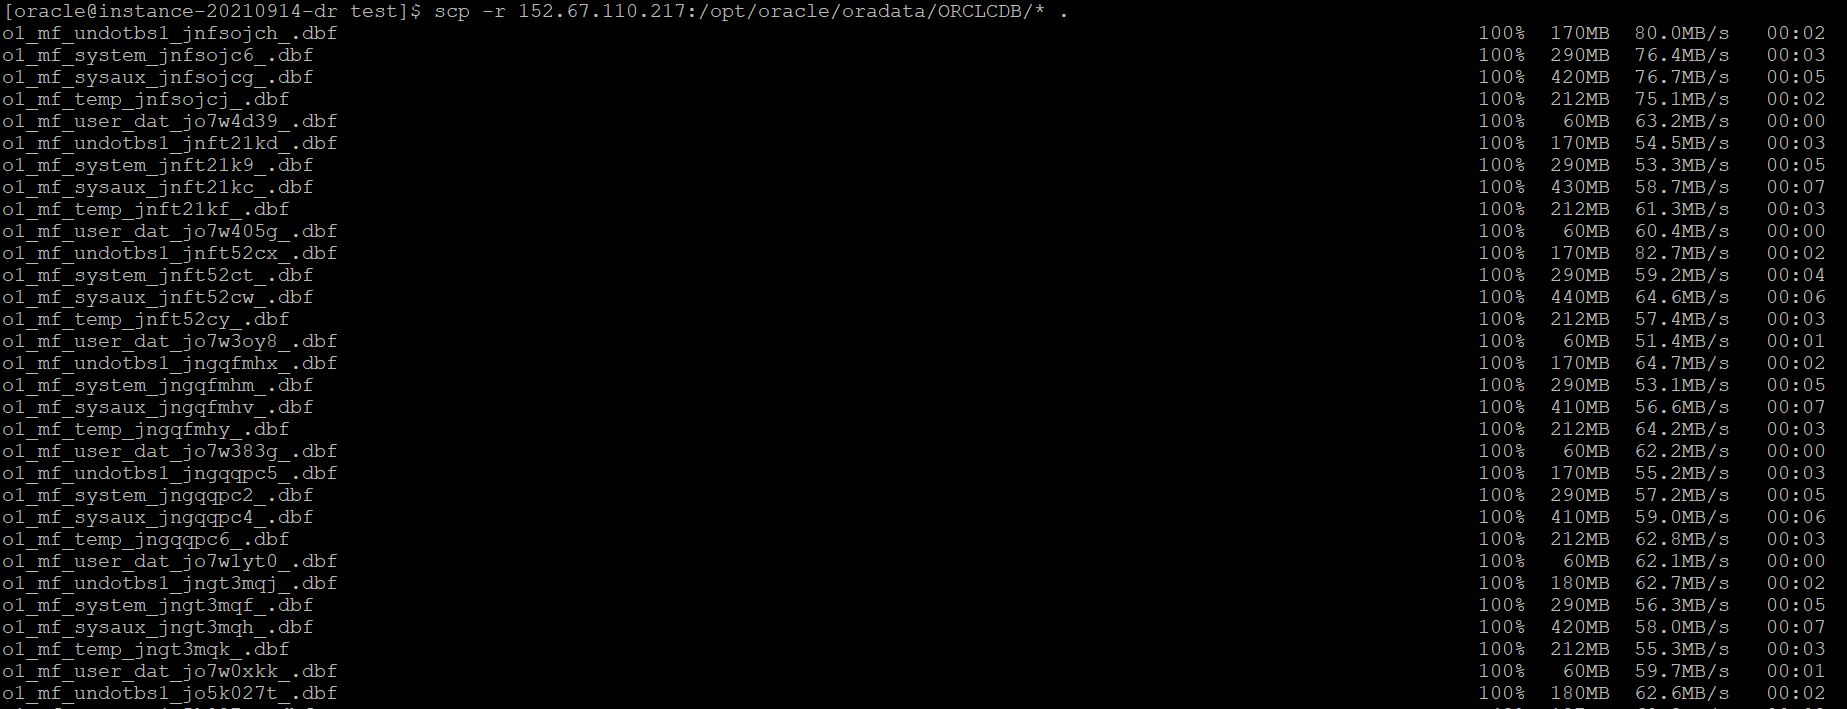 [oracle@instance-20210914-dr test]$ scp -r 152.67.110.217:/opt/oracle/oradata/ORCLCDB/* .
o1_mf_undotbs1_jnfsojch_.dbf 100% 170MB 80.0MB/s 00:02
o1_mf_system_jnfsojc6_.dbf 100% 290MB 76.4MB/s 00:03
o1_mf_sysaux_jnfsojcg_.dbf 100% 420MB 76.7MB/s 00:05
o1_mf_temp_jnfsojcj_.dbf 100% 212MB 75.1MB/s 00:02
o1_mf_user_dat_jo7w4d39_.dbf 100% 60MB 63.2MB/s 00:00
o1_mf_undotbs1_jnft21kd_.dbf 100% 170MB 54.5MB/s 00:03
o1_mf_system_jnft21k9_.dbf 100% 290MB 53.3MB/s 00:05
o1_mf_sysaux_jnft21kc_.dbf 100% 430MB 58.7MB/s 00:07
o1_mf_temp_jnft21kf_.dbf 100% 212MB 61.3MB/s 00:03
o1_mf_user_dat_jo7w405g_.dbf 100% 60MB 60.4MB/s 00:00
o1_mf_undotbs1_jnft52cx_.dbf 100% 170MB 82.7MB/s 00:02
o1_mf_system_jnft52ct_.dbf 100% 290MB 59.2MB/s 00:04
o1_mf_sysaux_jnft52cw_.dbf 100% 440MB 64.6MB/s 00:06
o1_mf_temp_jnft52cy_.dbf 100% 212MB 57.4MB/s 00:03
o1_mf_user_dat_jo7w3oy8_.dbf 100% 60MB 51.4MB/s 00:01
o1_mf_undotbs1_jngqfmhx_.dbf 100% 170MB 64.7MB/s 00:02
o1_mf_system_jngqfmhm_.dbf 100% 290MB 53.1MB/s 00:05
o1_mf_sysaux_jngqfmhv_.dbf 100% 410MB 56.6MB/s 00:07
o1_mf_temp_jngqfmhy_.dbf 100% 212MB 64.2MB/s 00:03
o1_mf_user_dat_jo7w383g_.dbf 100% 60MB 62.2MB/s 00:00
o1_mf_undotbs1_jngqqpc5_.dbf 100% 170MB 55.2MB/s 00:03
o1_mf_system_jngqqpc2_.dbf 100% 290MB 57.2MB/s 00:05
o1_mf_sysaux_jngqqpc4_.dbf 100% 410MB 59.0MB/s 00:06
o1_mf_temp_jngqqpc6_.dbf 100% 212MB 62.8MB/s 00:03
o1_mf_user_dat_jo7w1yt0_.dbf 100% 60MB 62.1MB/s 00:00
o1_mf_undotbs1_jngt3mqj_.dbf 100% 180MB 62.7MB/s 00:02
o1_mf_system_jngt3mqf_.dbf 100% 290MB 56.3MB/s 00:05
o1_mf_sysaux_jngt3mqh_.dbf 100% 420MB 58.0MB/s 00:07
o1_mf_temp_jngt3mqk_.dbf 100% 212MB 55.3MB/s 00:03
o1_mf_user_dat_jo7w0xkk_.dbf 100% 60MB 59.7MB/s 00:01
o1_mf_undotbs1_jo5k027t_.dbf 100% 180MB 62.6MB/s 00:02